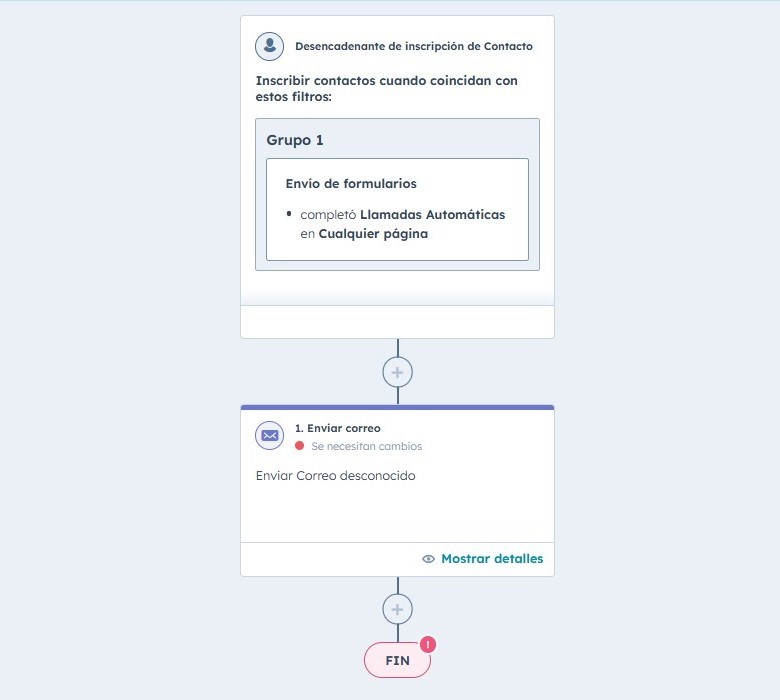 Desencadenante de inscripción de Contacto
Inscribir contactos cuando coincidan con
estos filtros:
Grupo 1
Envío de formularios
• completó Llamadas Automáticas
en Cualquier página
1. Enviar correo
Se necesitan cambios
Enviar Correo desconocido
Mostrar detalles
FIN
!